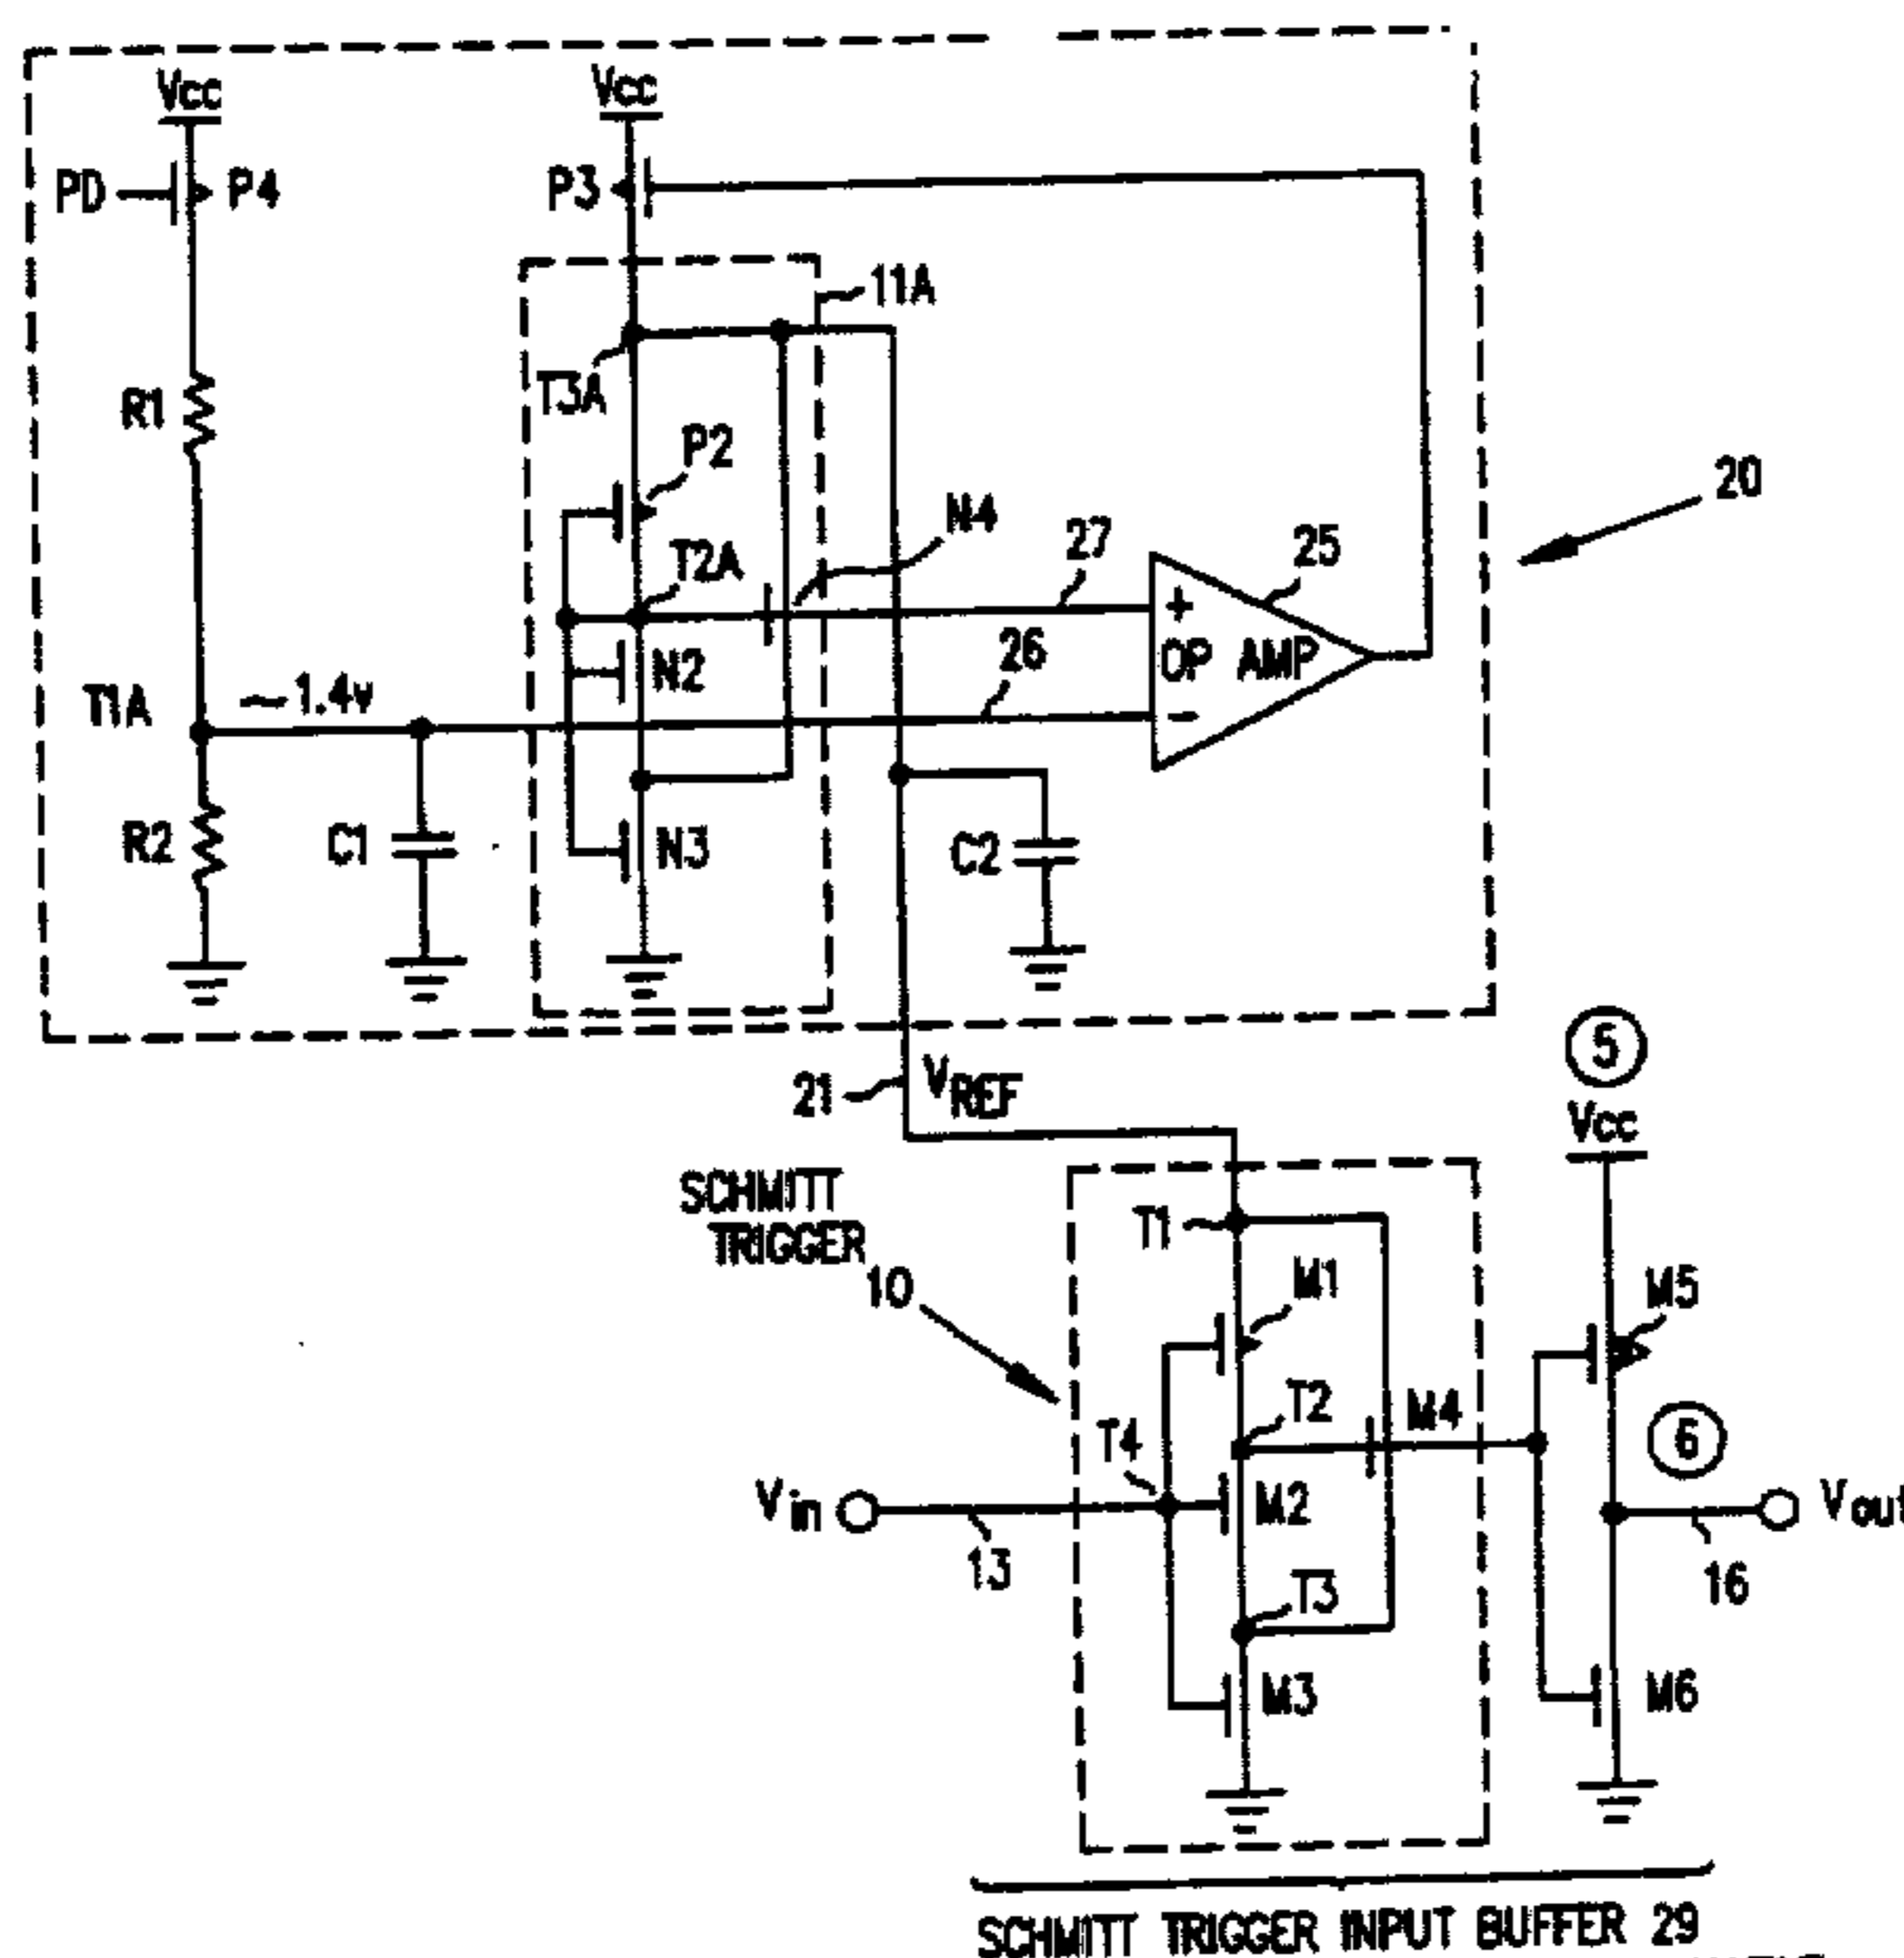 Vcc
Vcc
PD
P4
P3
11A
T3A
R1
P2
20
N4
T2A
27
25
+
26
OP AMP
N2
T1A
~1.4v
-
R2
C1
N3
C2
5
21
VREF
Vcc
SCHMITT
TRIGGER
T1
10
M1
M5
T2
M4
6
T4
Vin
M2
Vout
13
T3
16
M3
M6
SCHMITT TRIGGER INPUT BUFFER 29